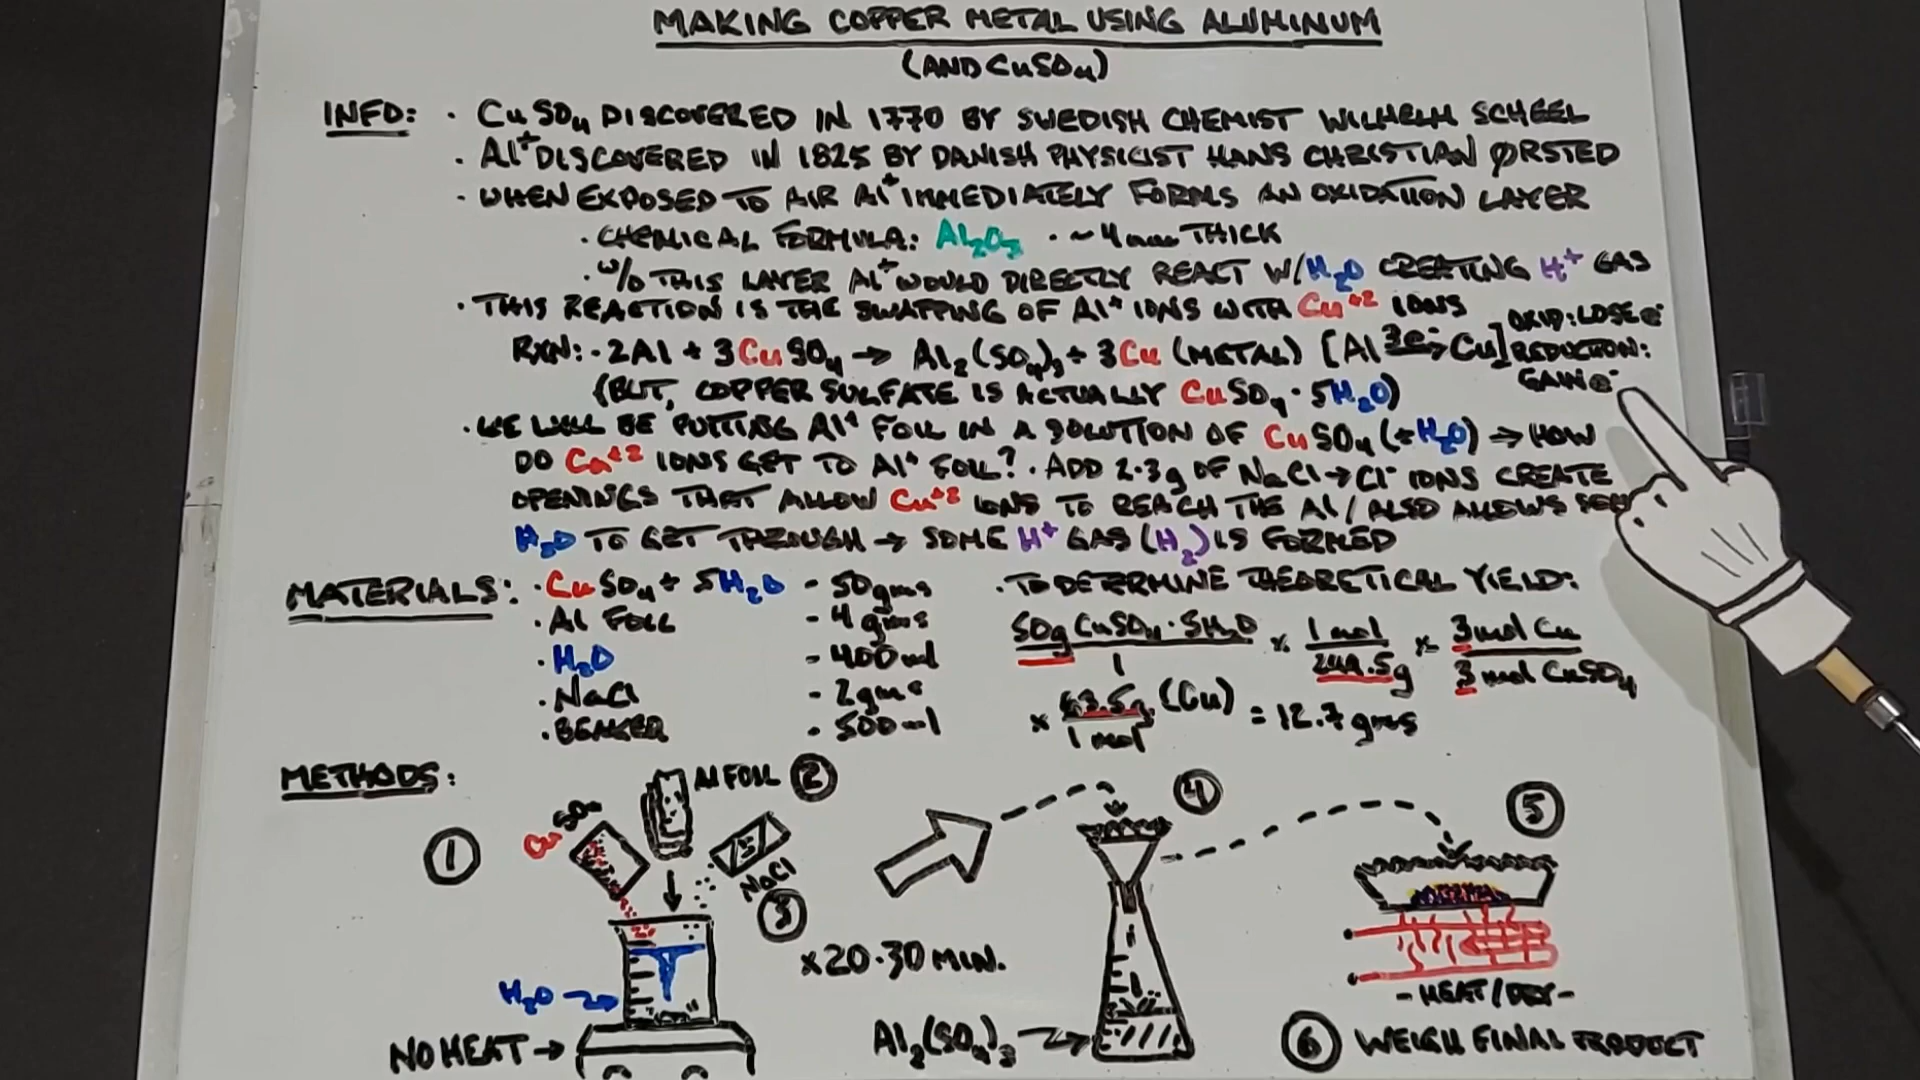 MAKING COPPER METAL USING ALUMINUM
(AND CuSO4)
INFO: · CuSO4 DISCOVERED IN 1770 BY SWEDISH CHEMIST WILHELM SCHEEL
· Al+ DISCOVERED IN 1825 BY DANISH PHYSICIST HANS CHRISTIAN ØRSTED
· WHEN EXPOSED TO AIR Al+ IMMEDIATELY FORMS AN OXIDATION LAYER
· CHEMICAL FORMULA: Al2O3 · ~4 THICK
· W/O THIS LAYER Al+ WOULD DIRECTLY REACT W/H2O CREATING H+ GAS
· THIS REACTION IS THE SWAPPING OF Al+ IONS WITH Cu+2 IONS
OXID: LOSE e-
RXN: · 2Al + 3CuSO4 → Al2(SO4)3 + 3Cu (METAL) [Al 3e-→ Cu] REDUCTION:
GAIN e-
(BUT, COPPER SULFATE IS ACTUALLY CuSO4 · 5H2O)
· WE WILL BE PUTTING Al+ FOIL IN A SOLUTION OF CuSO4 (+H2O) → HOW
DO Cu+2 IONS GET TO Al+ FOIL? · ADD 2·3g OF NaCl → Cl- IONS CREATE
OPENINGS THAT ALLOW Cu+2 IONS TO REACH THE Al / ALSO ALLOWS
H2O TO GET THROUGH → SOME H+ GAS (H2) IS FORMED
MATERIALS: · CuSO4 + 5H2O - 50gms
· Al FOIL - 4gms
· H2O - 400ml
· NaCl - 2gms
· BEAKER - 500ml
· TO DETERMINE THEORETICAL YIELD:
50g CuSO4 · 5H2O × 1 mol × 3 mol Cu
1 249.5g 3 mol CuSO4
× 63.5g (Cu) = 12.7 gms
1 mol
METHODS:
1
CuSO4
Al FOIL 2
NaCl
3
H2O →
NO HEAT →
×20·30 MIN.
4
Al2(SO4)3 →
5
- HEAT/DRY -
6 WEIGH FINAL PRODUCT